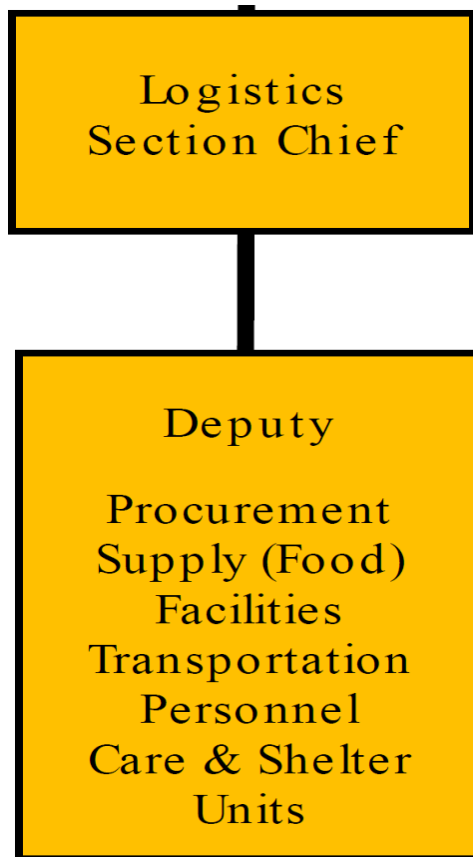 Logistics
Section Chief
Deputy
Procurement
Supply (Food)
Facilities
Transportation
Personnel
Care & Shelter
Units